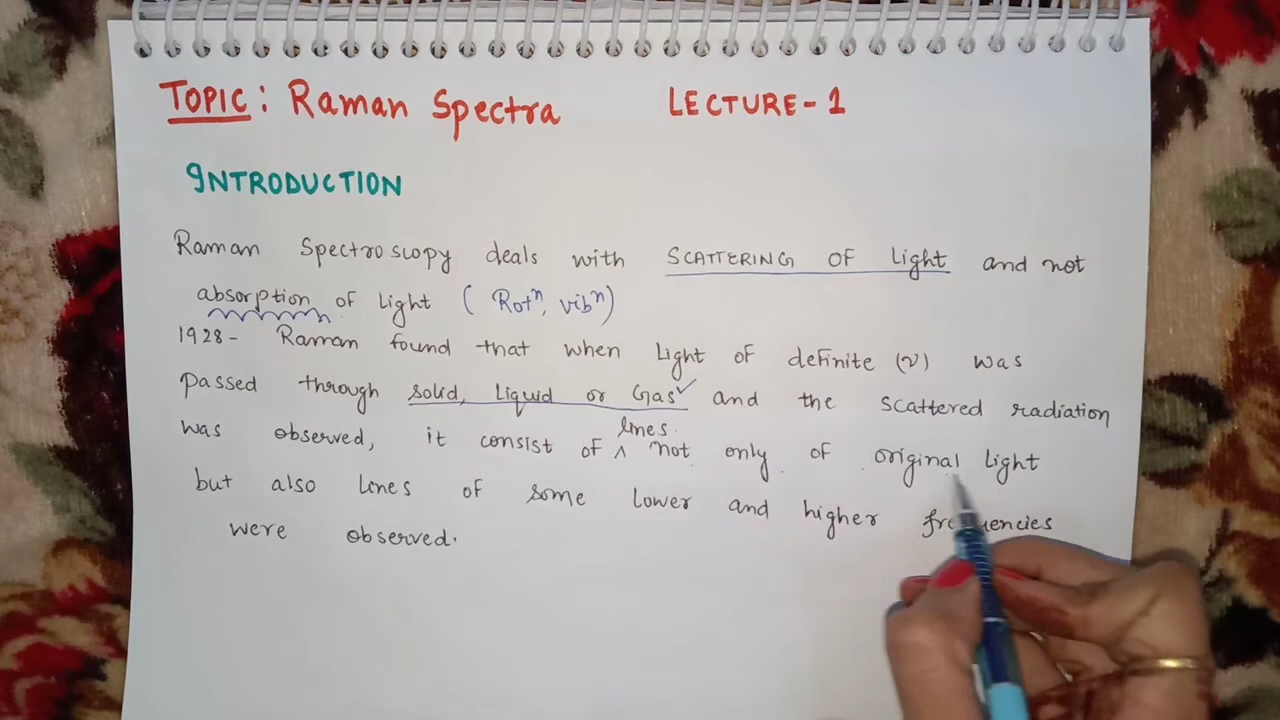 TOPIC: Raman Spectra LECTURE-1
INTRODUCTION
Raman Spectroscopy deals with SCATTERING OF Light and not
absorption of light (Rotⁿ, vibⁿ)
1928- Raman found that when light of definite (ν) was
passed through solid, liquid or Gas ✓ and the scattered radiation
was observed, it consist of ^ lines. not only of original light
but also lines of some lower and higher frequencies
were observed.